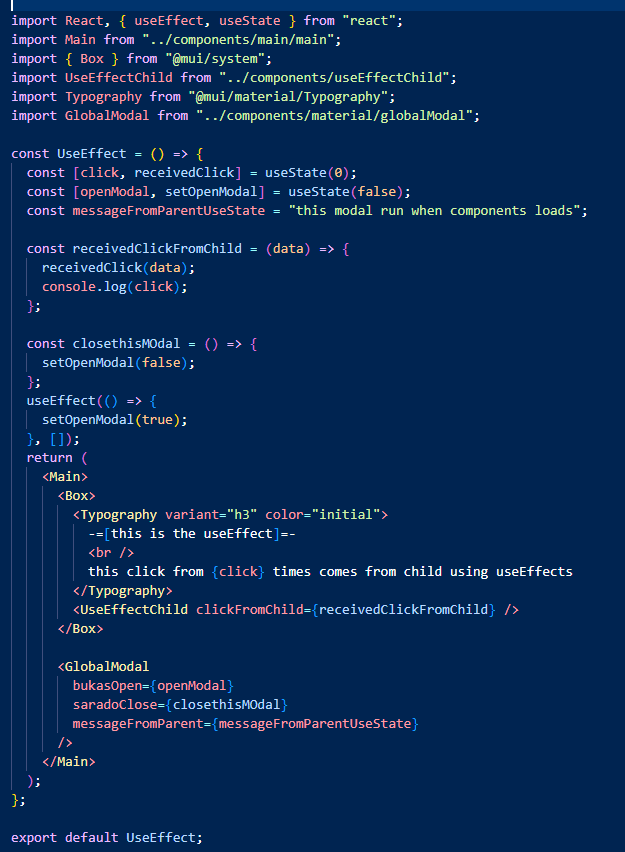 import React, { useEffect, useState } from "react";
import Main from "../components/main/main";
import { Box } from "@mui/system";
import UseEffectChild from "../components/useEffectChild";
import Typography from "@mui/material/Typography";
import GlobalModal from "../components/material/globalModal";

const UseEffect = () => {
  const [click, receivedClick] = useState(0);
  const [openModal, setOpenModal] = useState(false);
  const messageFromParentUseState = "this modal run when components loads";

  const receivedClickFromChild = (data) => {
    receivedClick(data);
    console.log(click);
  };

  const closethisMOdal = () => {
    setOpenModal(false);
  };
  useEffect(() => {
    setOpenModal(true);
  }, []);
  return (
    <Main>
      <Box>
        <Typography variant="h3" color="initial">
          -=[this is the useEffect]=-
          <br />
          this click from {click} times comes from child using useEffects
        </Typography>
        <UseEffectChild clickFromChild={receivedClickFromChild} />
      </Box>

      <GlobalModal
        bukasOpen={openModal}
        saradoClose={closethisMOdal}
        messageFromParent={messageFromParentUseState}
      />
    </Main>
  );
};

export default UseEffect;